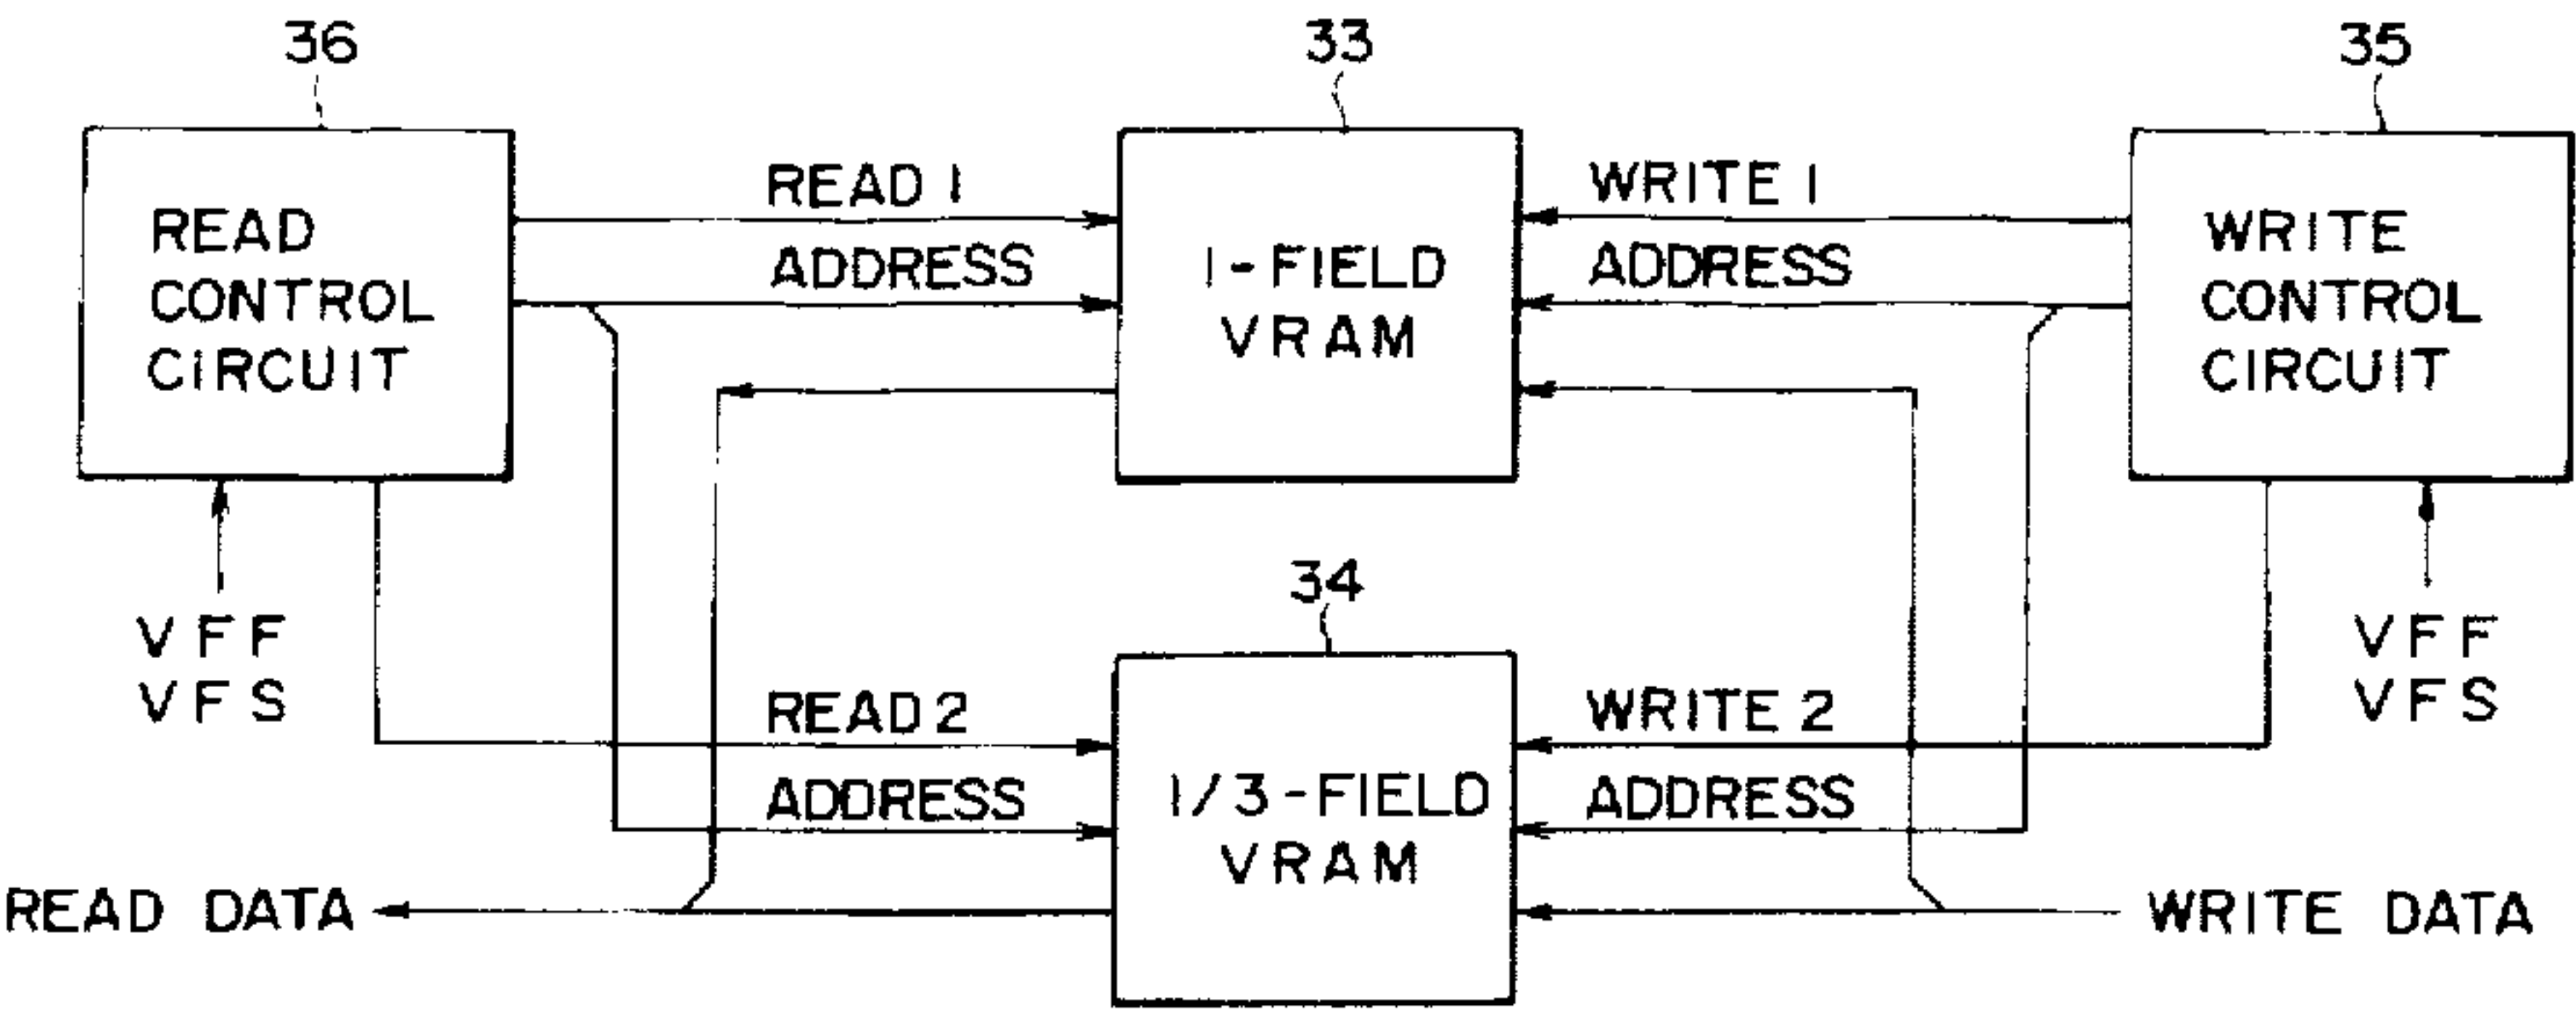 36
33
35
READ 1
WRITE 1
READ
CONTROL
CIRCUIT
ADDRESS
1-FIELD
VRAM
ADDRESS
WRITE
CONTROL
CIRCUIT
VFF
VFS
34
VFF
VFS
READ 2
WRITE 2
ADDRESS
1/3-FIELD
VRAM
ADDRESS
READ DATA
WRITE DATA